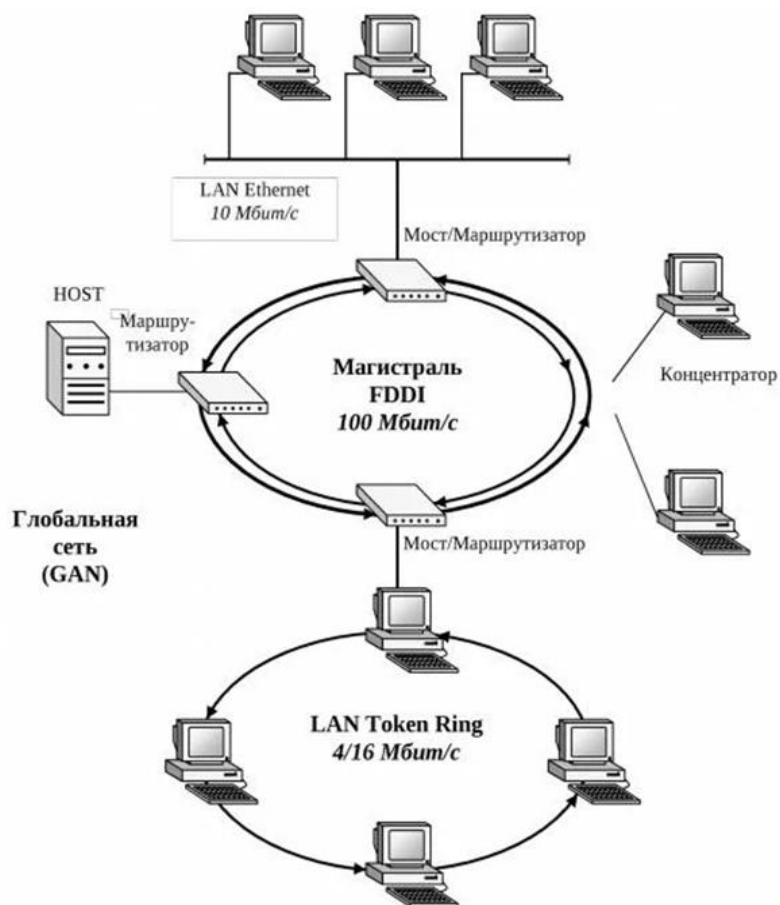 LAN Ethernet
10 Мбит/с
Мост/Маршрутизатор
HOST
Маршру-
тизатор
Концентратор
Магистраль
FDDI
100 Мбит/с
Глобальная
сеть
(GAN)
Мост/Маршрутизатор
LAN Token Ring
4/16 Мбит/с